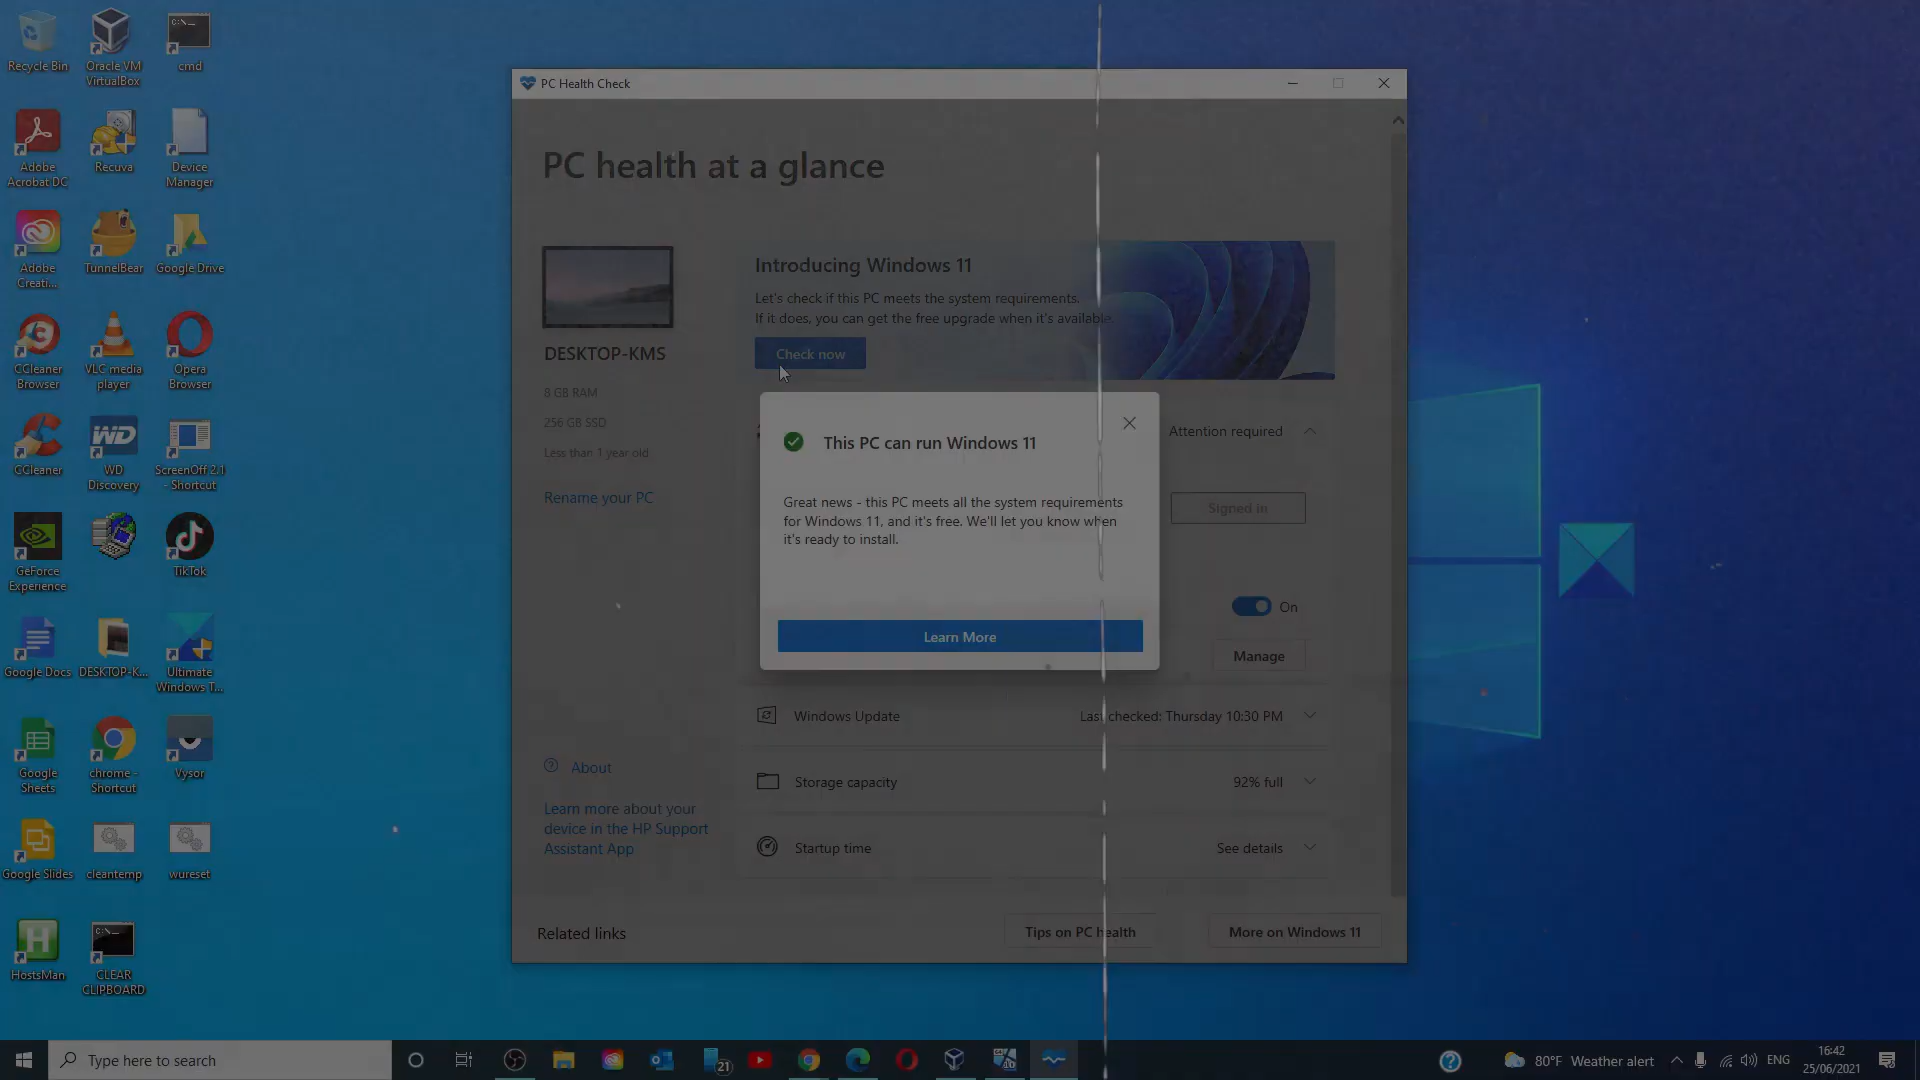 Recycle Bin
Oracle VM
VirtualBox
cmd
Adobe
Acrobat DC
Recuva
Device
Manager
Adobe
Creati...
TunnelBear
Google Drive
CCleaner
Browser
VLC media
player
Opera
Browser
CCleaner
WD
WD
Discovery
ScreenOff 2.1
- Shortcut
GeForce
Experience
TikTok
Google Docs
DESKTOP-K...
Ultimate
Windows T...
Google
Sheets
chrome -
Shortcut
Vysor
Google Slides
cleantemp
wureset
H
HostsMan
CLEAR
CLIPBOARD
PC Health Check
PC health at a glance
DESKTOP-KMS
8 GB RAM
256 GB SSD
Less than 1 year old
Rename your PC
About
Learn more about your
device in the HP Support
Assistant App
Introducing Windows 11
Let's check if this PC meets the system requirements.
If it does, you can get the free upgrade when it's available.
Check now
Attention required
Signed in
On
Manage
This PC can run Windows 11
Great news - this PC meets all the system requirements
for Windows 11, and it's free. We'll let you know when
it's ready to install.
Learn More
Windows Update
Last checked: Thursday 10:30 PM
Storage capacity
92% full
Startup time
See details
Related links
Tips on PC health
More on Windows 11
Type here to search
21
80°F Weather alert
ENG
16:42
25/06/2021